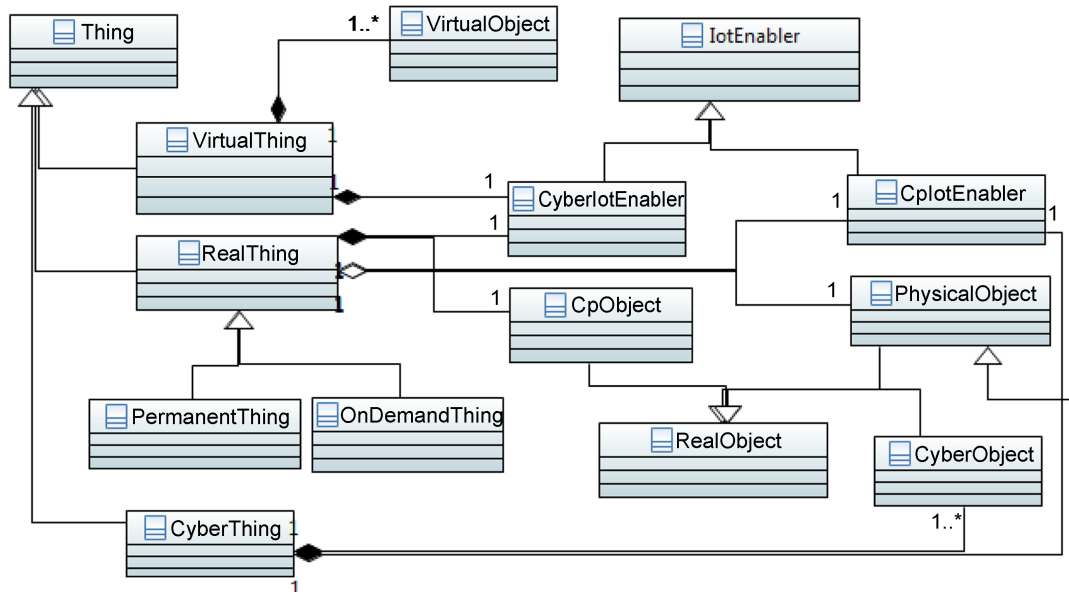 Thing
1..*
VirtualObject
IotEnabler
VirtualThing
1
1
1
CyberIotEnabler
CpIotEnabler
1
1
1
RealThing
1
1
1
CpObject
1
PhysicalObject
PermanentThing
OnDemandThing
RealObject
CyberObject
1..*
CyberThing
1
1